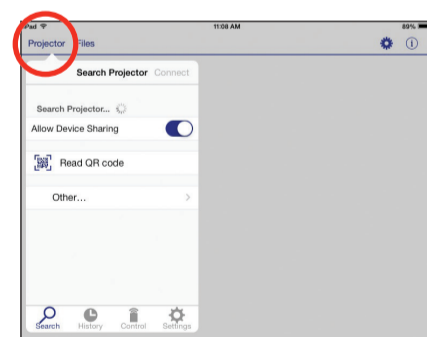 iPad 11:08 AM 89%
Projector Files
Search Projector Connect
Search Projector...
Allow Device Sharing
Read QR code
Other...
Search History Control Settings